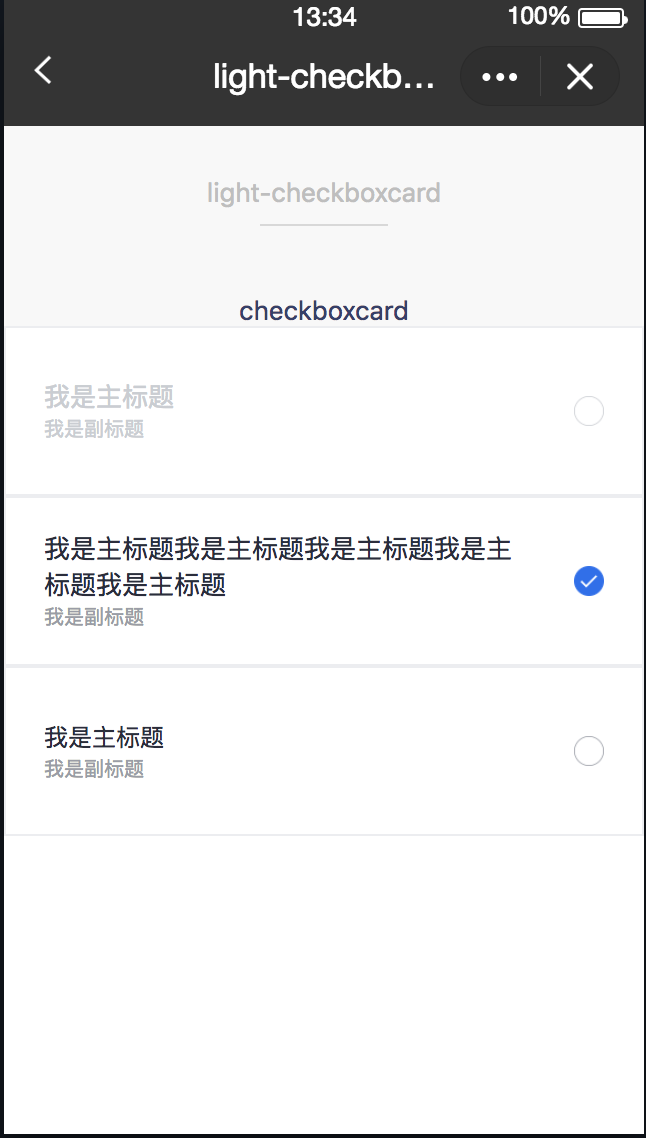 13:34
100%
light-checkb...
light-checkboxcard
checkboxcard
我是主标题
我是副标题
我是主标题我是主标题我是主标题我是主
标题我是主标题
我是副标题
我是主标题
我是副标题